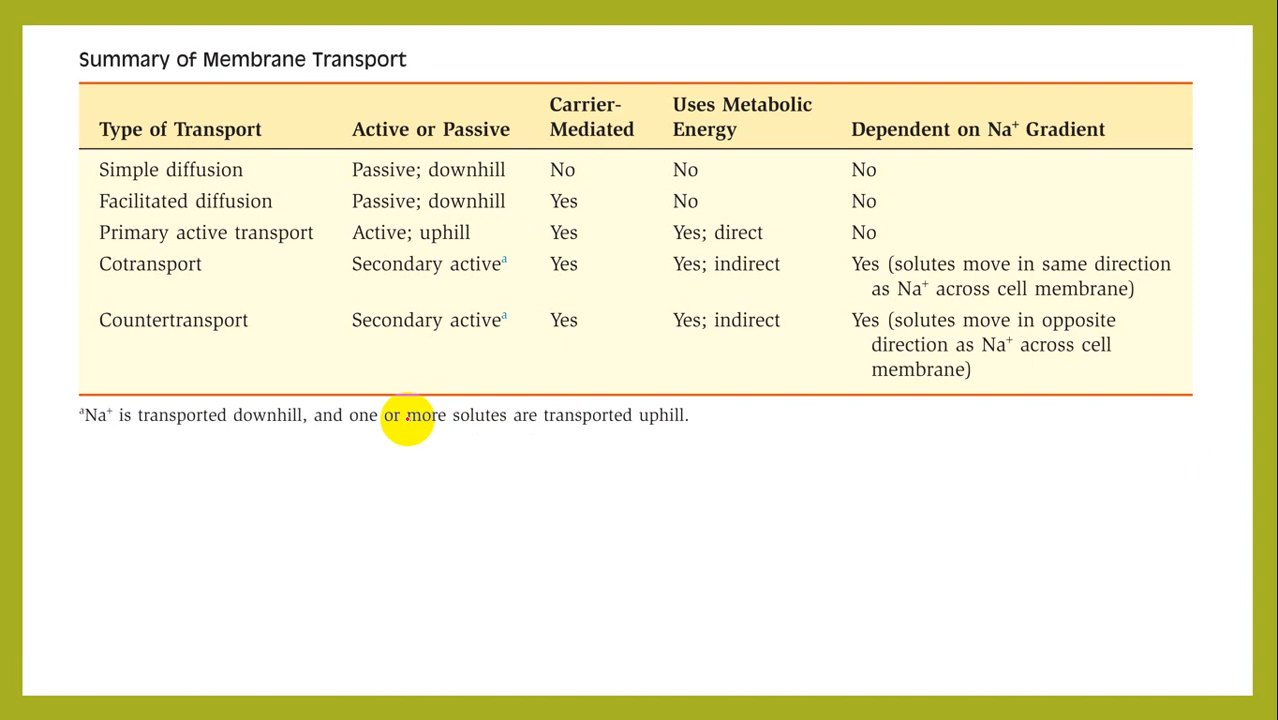 Summary of Membrane Transport
Type of Transport Active or Passive Carrier-Mediated Uses Metabolic Energy Dependent on Na⁺ Gradient
Simple diffusion Passive; downhill No No No
Facilitated diffusion Passive; downhill Yes No No
Primary active transport Active; uphill Yes Yes; direct No
Cotransport Secondary activeᵃ Yes Yes; indirect Yes (solutes move in same direction
as Na⁺ across cell membrane)
Countertransport Secondary activeᵃ Yes Yes; indirect Yes (solutes move in opposite
direction as Na⁺ across cell
membrane)
ᵃNa⁺ is transported downhill, and one or more solutes are transported uphill.